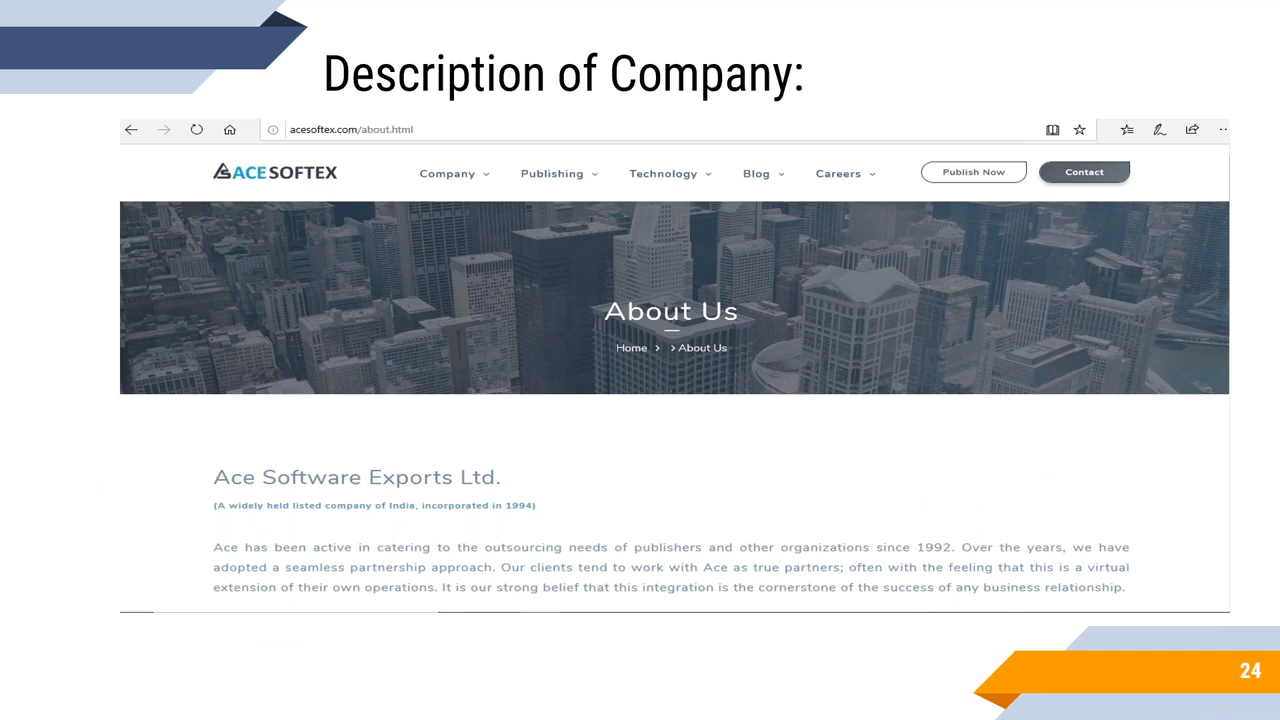 Description of Company:
acesoftex.com/about.html
ACE SOFTEX
Company Publishing Technology Blog Careers Publish Now Contact
About Us
Home > > About Us
Ace Software Exports Ltd.
(A widely held listed company of India, incorporated in 1994)
Ace has been active in catering to the outsourcing needs of publishers and other organizations since 1992. Over the years, we have
adopted a seamless partnership approach. Our clients tend to work with Ace as true partners; often with the feeling that this is a virtual
extension of their own operations. It is our strong belief that this integration is the cornerstone of the success of any business relationship.
24